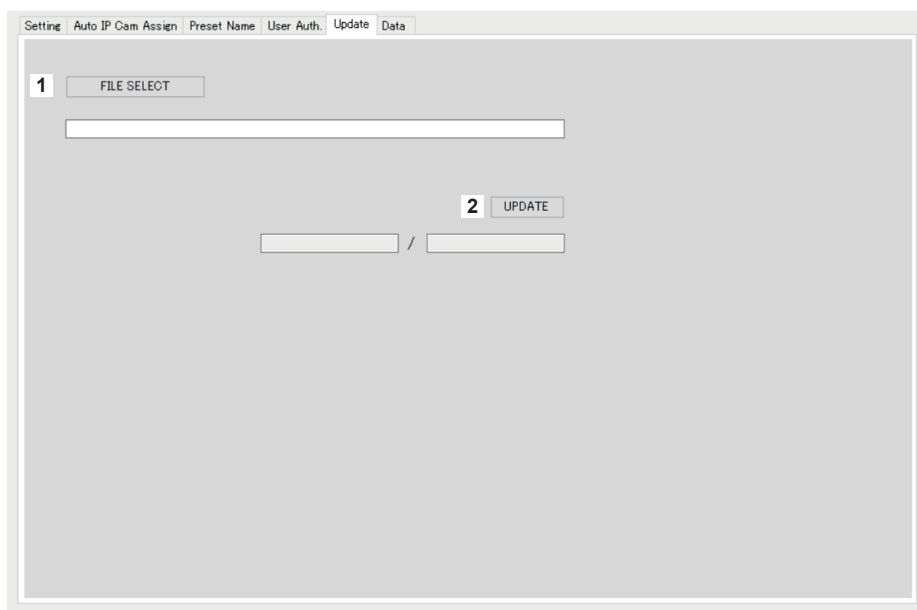 Setting Auto IP Cam Assign Preset Name User Auth. Update Data
1 FILE SELECT
2 UPDATE
/